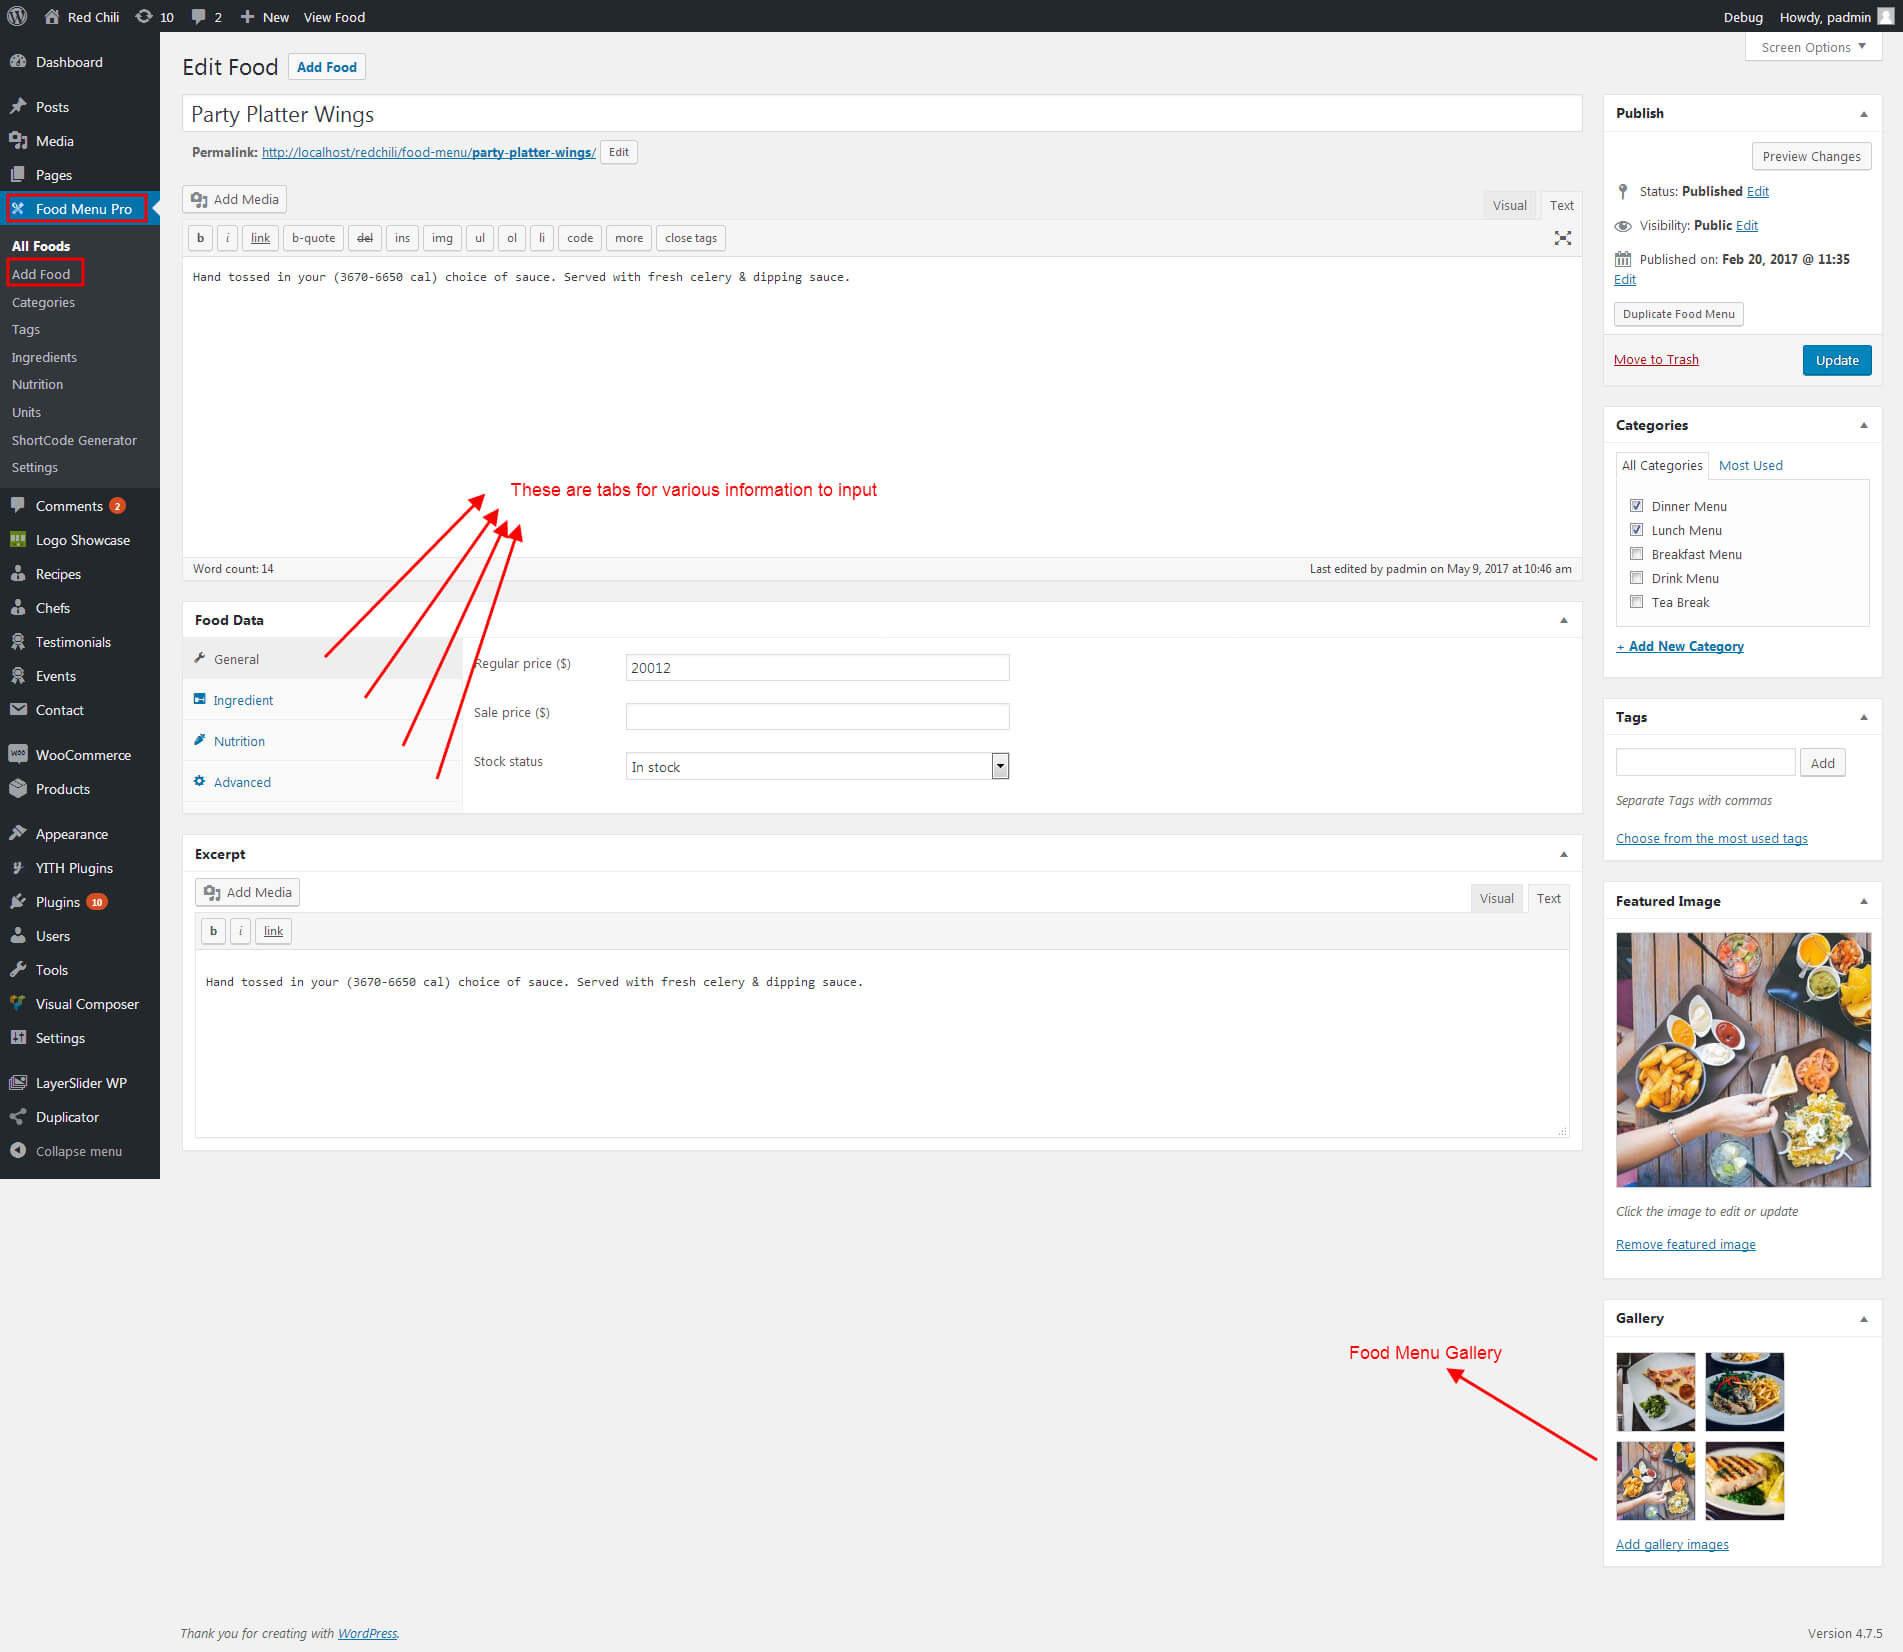 Red Chili 10 2 New View Food Debug Howdy, padmin
Screen Options
Dashboard
Posts
Media
Pages
Food Menu Pro
All Foods
Add Food
Categories
Tags
Ingredients
Nutrition
Units
ShortCode Generator
Settings
Comments 2
Logo Showcase
Recipes
Chefs
Testimonials
Events
Contact
WooCommerce
Products
Appearance
YITH Plugins
Plugins 10
Users
Tools
Visual Composer
Settings
LayerSlider WP
Duplicator
Collapse menu
Edit Food Add Food
Party Platter Wings
Permalink: http://localhost/redchili/food-menu/party-platter-wings/ Edit
Add Media
Visual Text
b i link b-quote del ins img ul ol li code more close tags
Hand tossed in your (3670-6650 cal) choice of sauce. Served with fresh celery & dipping sauce.
These are tabs for various information to input
Word count: 14 Last edited by padmin on May 9, 2017 at 10:46 am
Food Data
General
Ingredient
Nutrition
Advanced
Regular price ($) 20012
Sale price ($)
Stock status In stock
Excerpt
Add Media
Visual Text
b i link
Hand tossed in your (3670-6650 cal) choice of sauce. Served with fresh celery & dipping sauce.
Publish
Preview Changes
Status: Published Edit
Visibility: Public Edit
Published on: Feb 20, 2017 @ 11:35
Edit
Duplicate Food Menu
Move to Trash Update
Categories
All Categories Most Used
Dinner Menu
Lunch Menu
Breakfast Menu
Drink Menu
Tea Break
+ Add New Category
Tags
Add
Separate Tags with commas
Choose from the most used tags
Featured Image
Click the image to edit or update
Remove featured image
Gallery
Food Menu Gallery
Add gallery images
Thank you for creating with WordPress. Version 4.7.5